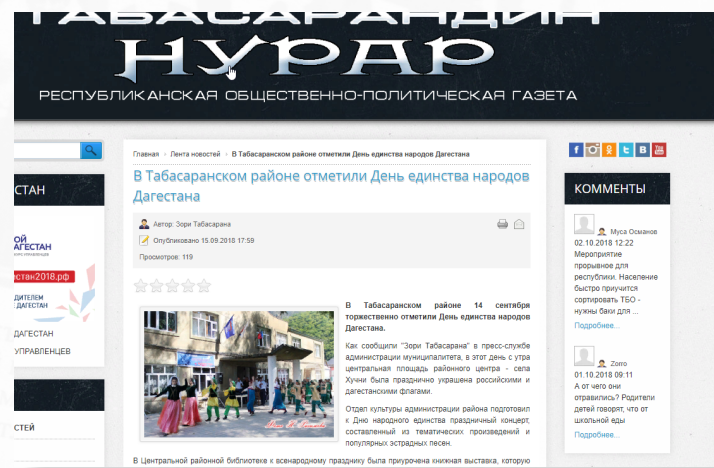 ТАБАСАРАНДИН
НУРАР
РЕСПУБЛИКАНСКАЯ ОБЩЕСТВЕННО-ПОЛИТИЧЕСКАЯ ГАЗЕТА
Главная › Лента новостей › В Табасаранском районе отметили День единства народов Дагестана
В Табасаранском районе отметили День единства народов
Дагестана
Автор: Зори Табасарана
Опубликовано 15.09.2018 17:59
Просмотров: 119
В Табасаранском районе 14 сентября
торжественно отметили День единства народов
Дагестана.
Как сообщили "Зори Табасарана" в пресс-службе
администрации муниципалитета, в этот день с утра
центральная площадь районного центра - села
Хучни была празднично украшена российскими и
дагестанскими флагами.
Отдел культуры администрации района подготовил
к Дню народного единства праздничный концерт,
составленный из тематических произведений и
популярных эстрадных песен.
В Центральной районной библиотеке к всенародному празднику была приурочена книжная выставка, которую
СТАН
ОЙ
АГЕСТАН
стан2018.рф
ДИТЕЛЕМ
ДАГЕСТАН
ДАГЕСТАН
УПРАВЛЕНЦЕВ
СТЕЙ
КОММЕНТЫ
Муса Османов
02.10.2018 12:22
Мероприятие
прорывное для
республики. Население
быстро приучится
сортировать ТБО -
нужны баки для ...
Подробнее...
Zorro
01.10.2018 09:11
А от чего они
отравились? Родители
детей говорят, что от
школьной еды
Подробнее...